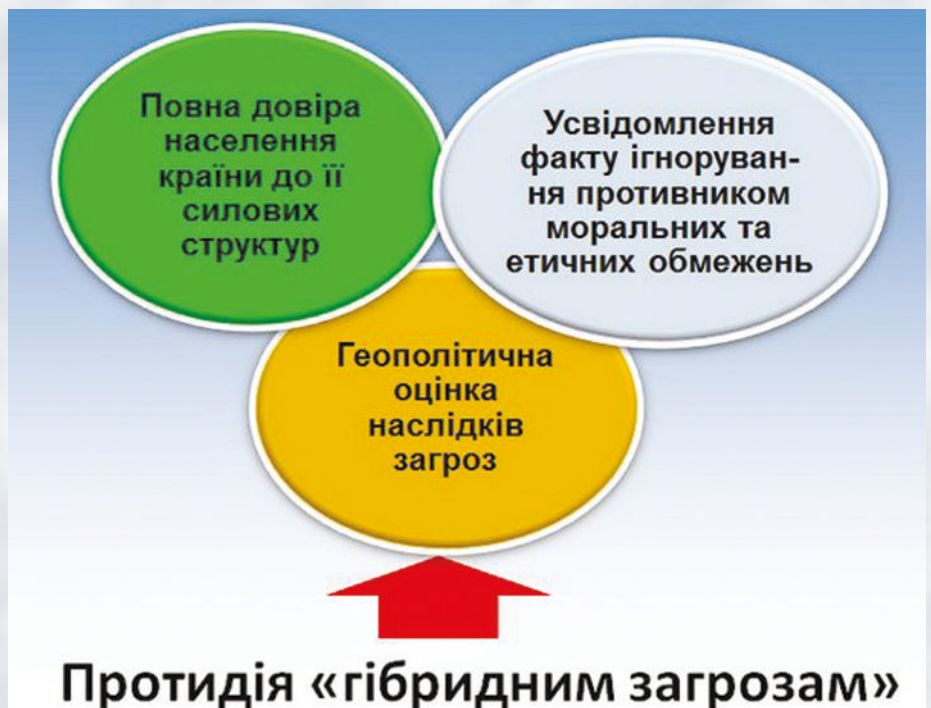 Повна довіра
населення
країни до її
силових
структур
Усвідомлення
факту ігноруван-
ня противником
моральних та
етичних обмежень
Геополітична
оцінка
наслідків
загроз
Протидія «гібридним загрозам»